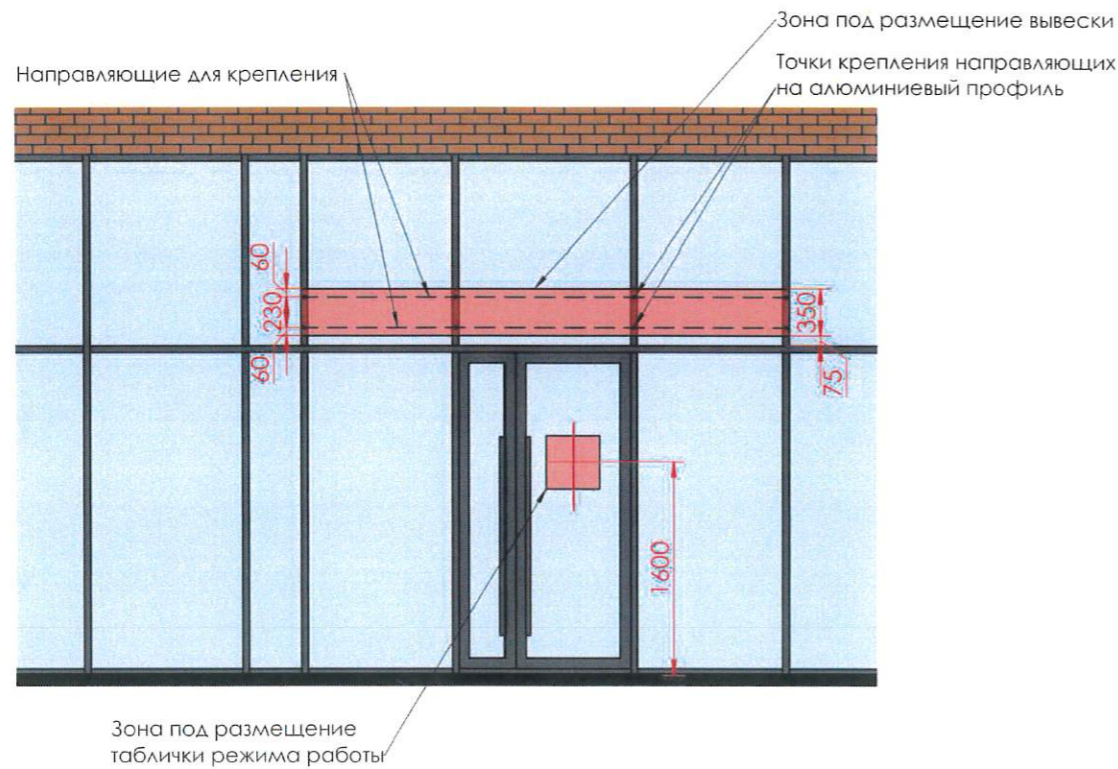 Зона под размещение вывески
Направляющие для крепления
Точки крепления направляющих
на алюминиевый профиль
60
230
60
350
75
1600
Зона под размещение
таблички режима работы